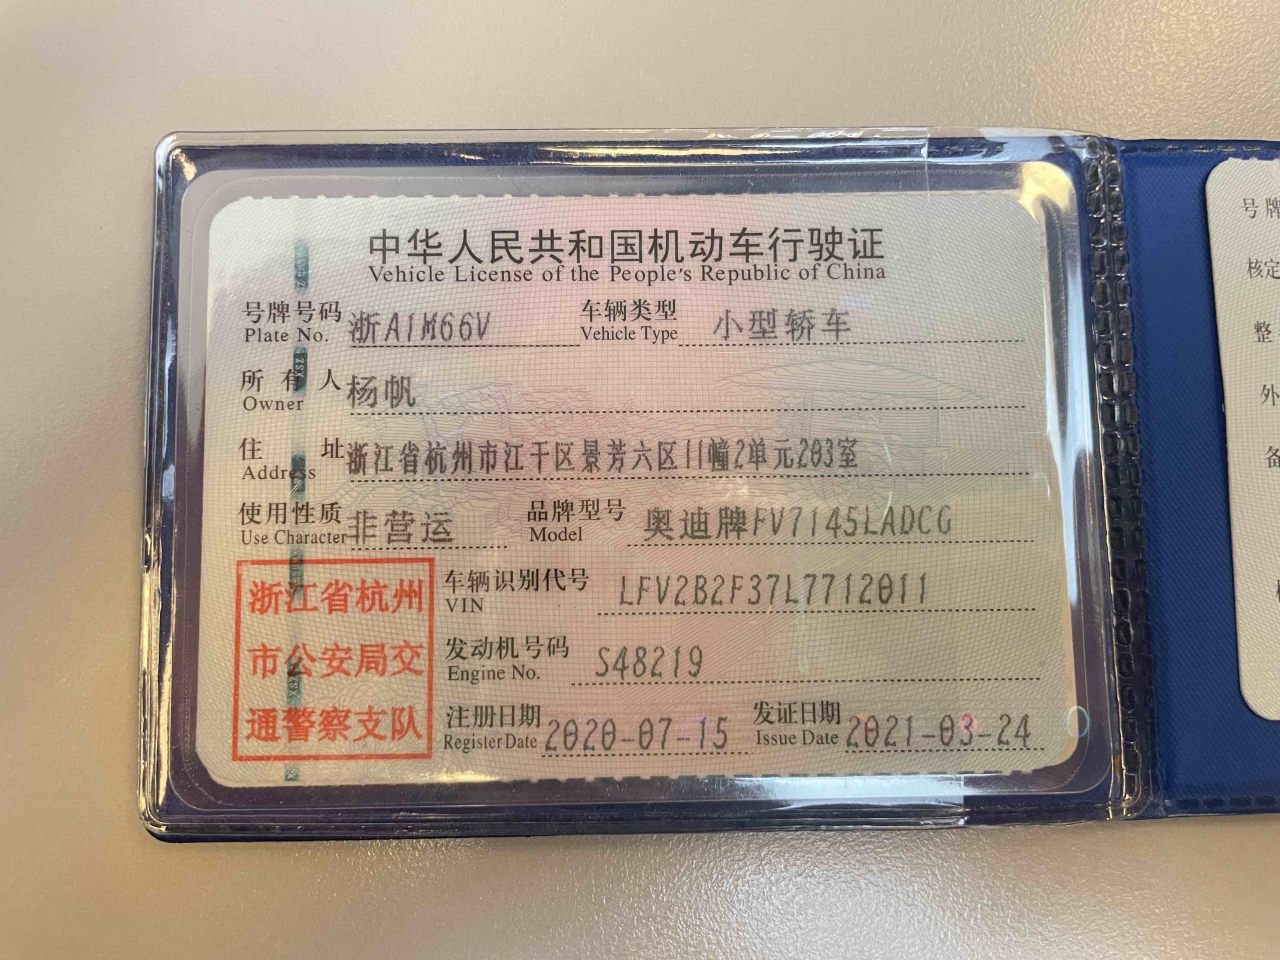 中华人民共和国机动车行驶证
Vehicle License of the People's Republic of China
号牌号码 浙A1M66V 车辆类型 小型轿车
Plate No. Vehicle Type
所有人 杨帆
Owner
住址 浙江省杭州市江干区景芳六区11幢2单元203室
Address
使用性质 非营运 品牌型号 奥迪牌FV7145LADCG
Use Character Model
车辆识别代号 LFV2B2F37L7712011
VIN
发动机号码 S48219
Engine No.
注册日期 2020-07-15 发证日期 2021-03-24
Register Date Issue Date
浙江省杭州
市公安局交
通警察支队
号牌
核定
整
外
备